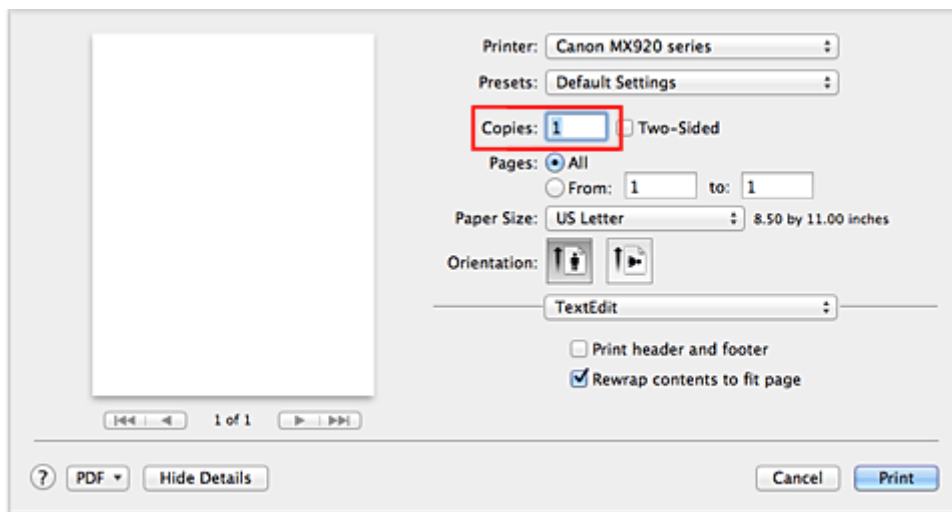 Printer: Canon MX920 series
Presets: Default Settings
Copies: 1 Two-Sided
Pages: All
From: 1 to: 1
Paper Size: US Letter 8.50 by 11.00 inches
Orientation:
TextEdit
Print header and footer
Rewrap contents to fit page
1 of 1
? PDF Hide Details Cancel Print